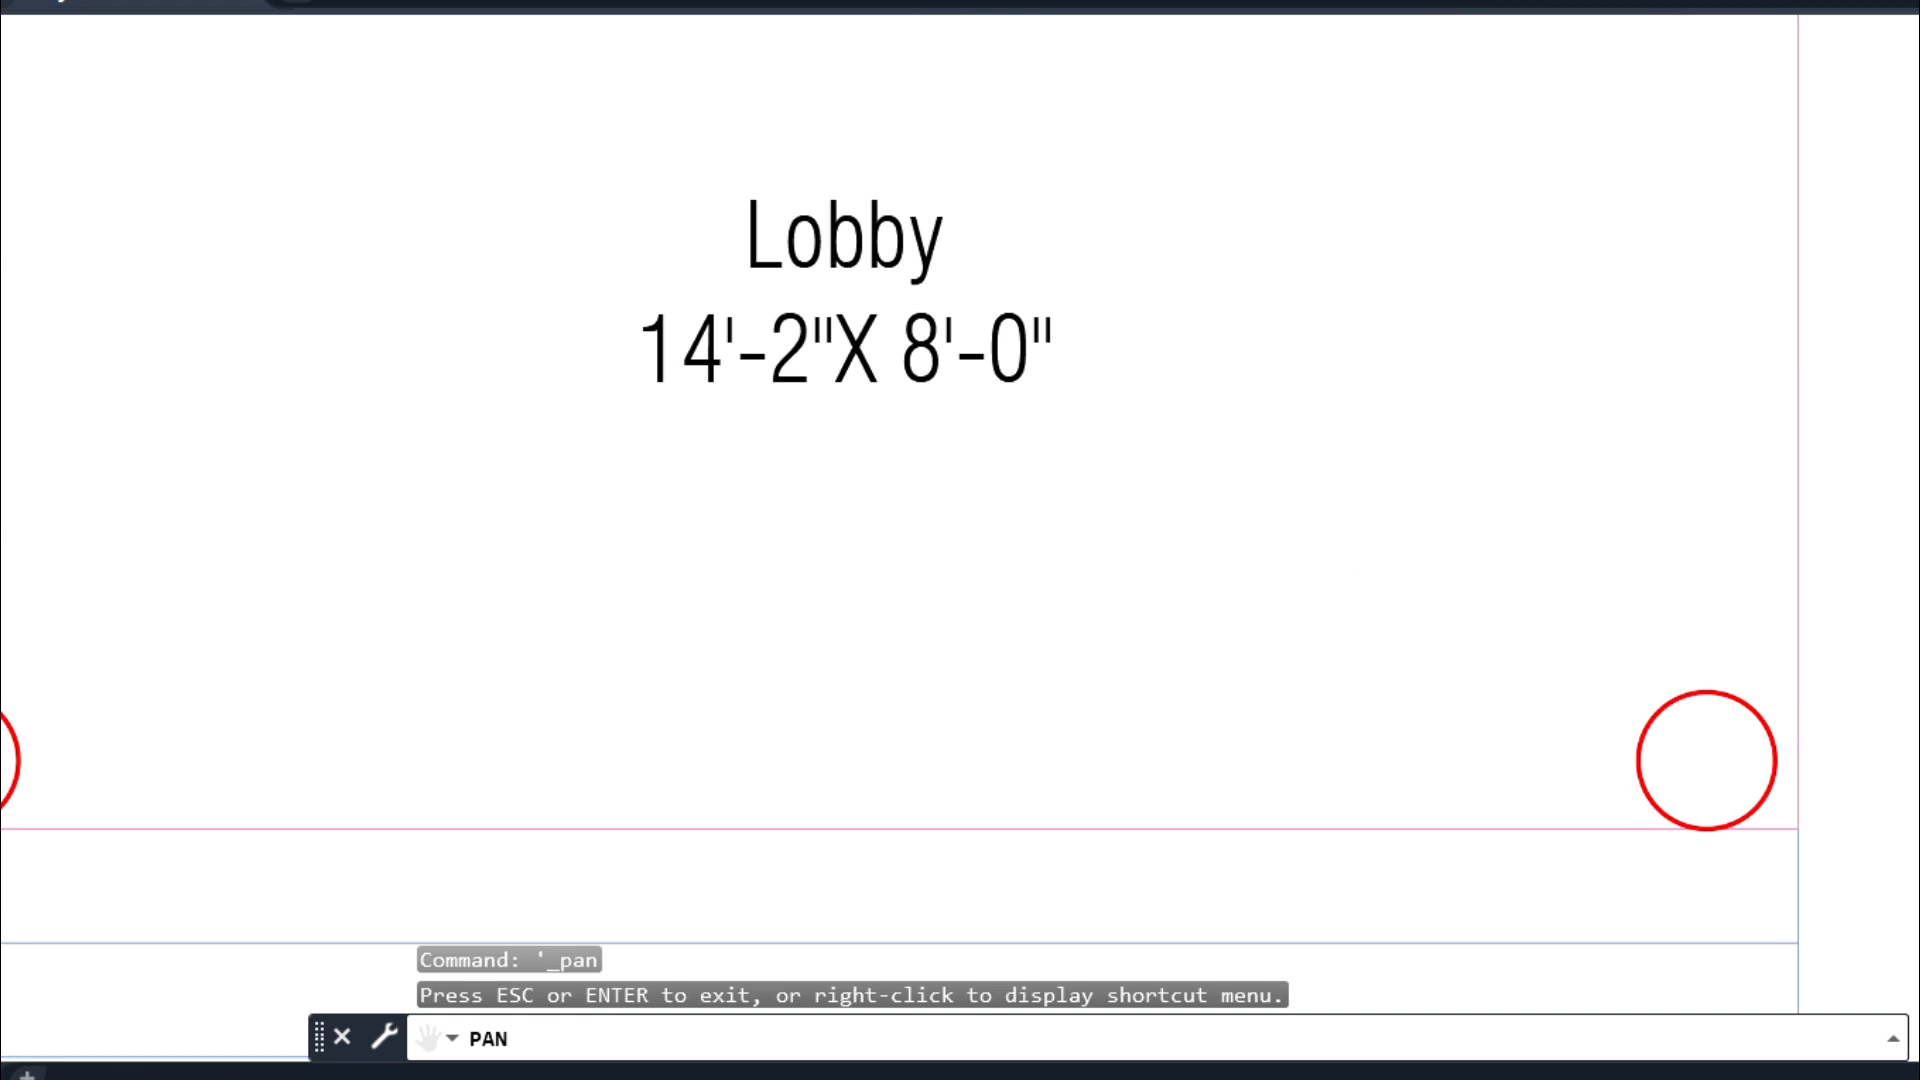 Lobby
14'-2"X 8'-0"
Command: '_pan
Press ESC or ENTER to exit, or right-click to display shortcut menu.
PAN